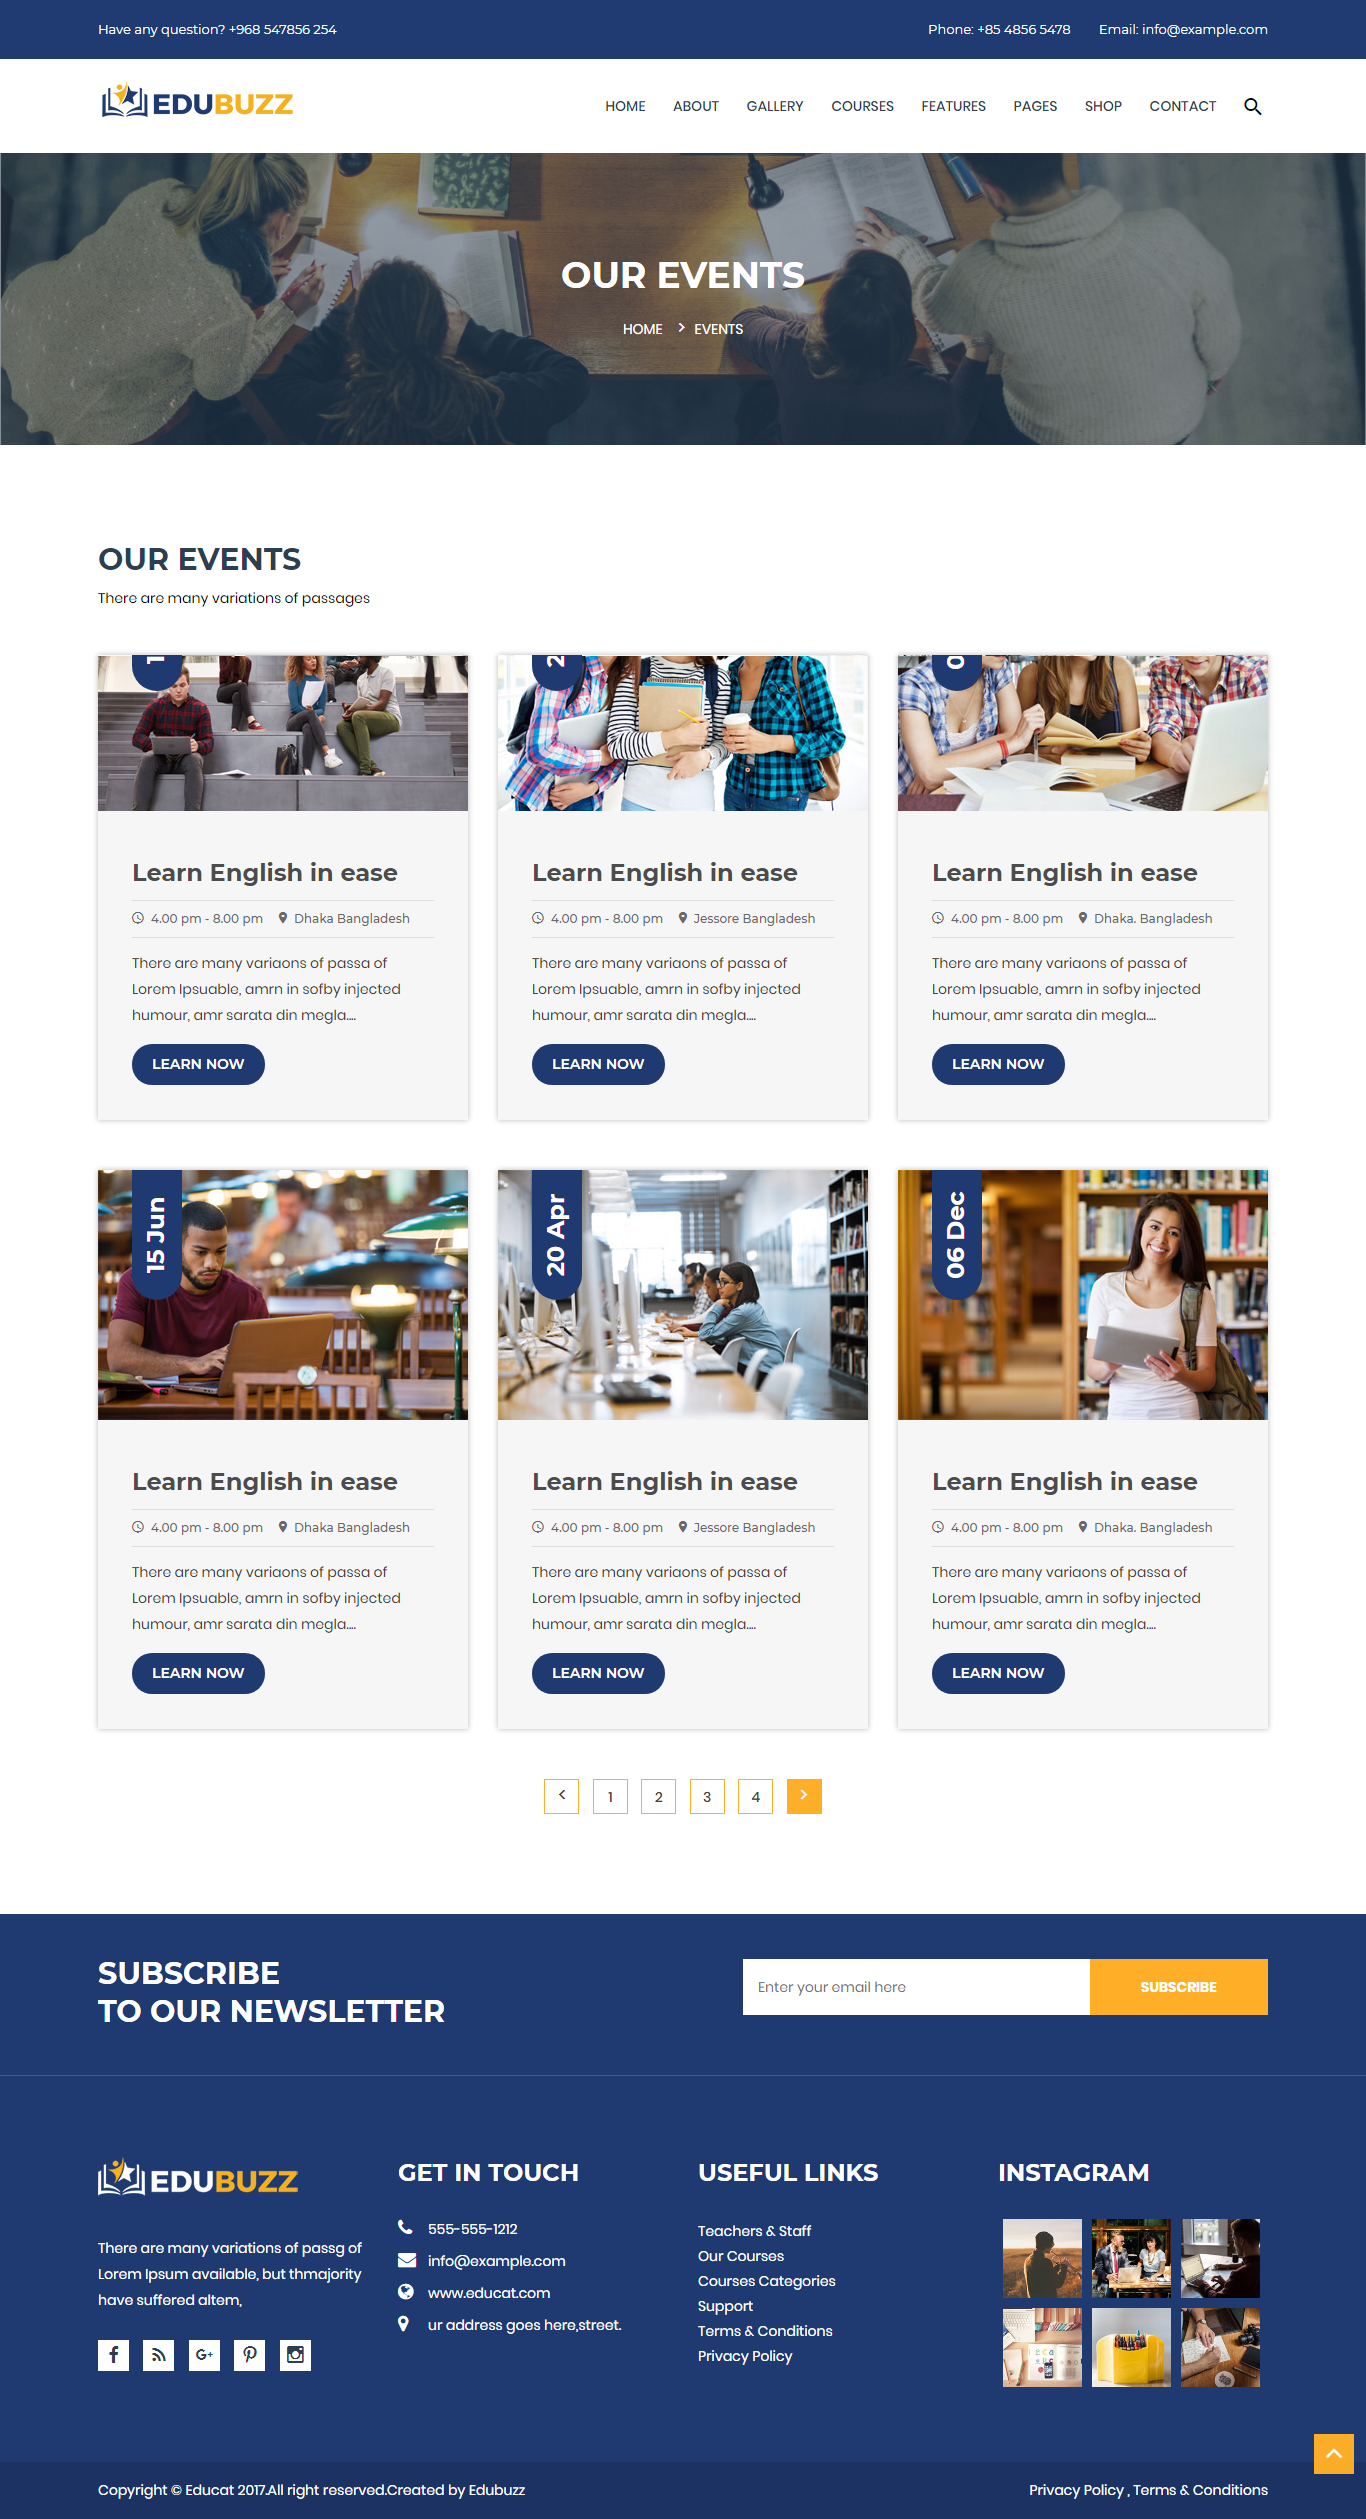 Have any question? +968 547856 254
Phone: +85 4856 5478 Email: info@example.com
EDUBUZZ
HOME ABOUT GALLERY COURSES FEATURES PAGES SHOP CONTACT
OUR EVENTS
HOME > EVENTS
OUR EVENTS
There are many variations of passages
1
2
0
Learn English in ease
4.00 pm - 8.00 pm Dhaka Bangladesh
There are many variaons of passa of
Lorem Ipsuable, amrn in sofby injected
humour, amr sarata din megla....
LEARN NOW
Learn English in ease
4.00 pm - 8.00 pm Jessore Bangladesh
There are many variaons of passa of
Lorem Ipsuable, amrn in sofby injected
humour, amr sarata din megla....
LEARN NOW
Learn English in ease
4.00 pm - 8.00 pm Dhaka. Bangladesh
There are many variaons of passa of
Lorem Ipsuable, amrn in sofby injected
humour, amr sarata din megla....
LEARN NOW
15 Jun
Learn English in ease
4.00 pm - 8.00 pm Dhaka Bangladesh
There are many variaons of passa of
Lorem Ipsuable, amrn in sofby injected
humour, amr sarata din megla....
LEARN NOW
20 Apr
Learn English in ease
4.00 pm - 8.00 pm Jessore Bangladesh
There are many variaons of passa of
Lorem Ipsuable, amrn in sofby injected
humour, amr sarata din megla....
LEARN NOW
06 Dec
Learn English in ease
4.00 pm - 8.00 pm Dhaka. Bangladesh
There are many variaons of passa of
Lorem Ipsuable, amrn in sofby injected
humour, amr sarata din megla....
LEARN NOW
< 1 2 3 4 >
SUBSCRIBE
TO OUR NEWSLETTER
Enter your email here
SUBSCRIBE
EDUBUZZ
There are many variations of passg of
Lorem Ipsum available, but thmajority
have suffered altem,
GET IN TOUCH
555-555-1212
info@example.com
www.educat.com
ur address goes here,street.
USEFUL LINKS
Teachers & Staff
Our Courses
Courses Categories
Support
Terms & Conditions
Privacy Policy
INSTAGRAM
Copyright © Educat 2017.All right reserved.Created by Edubuzz
Privacy Policy , Terms & Conditions